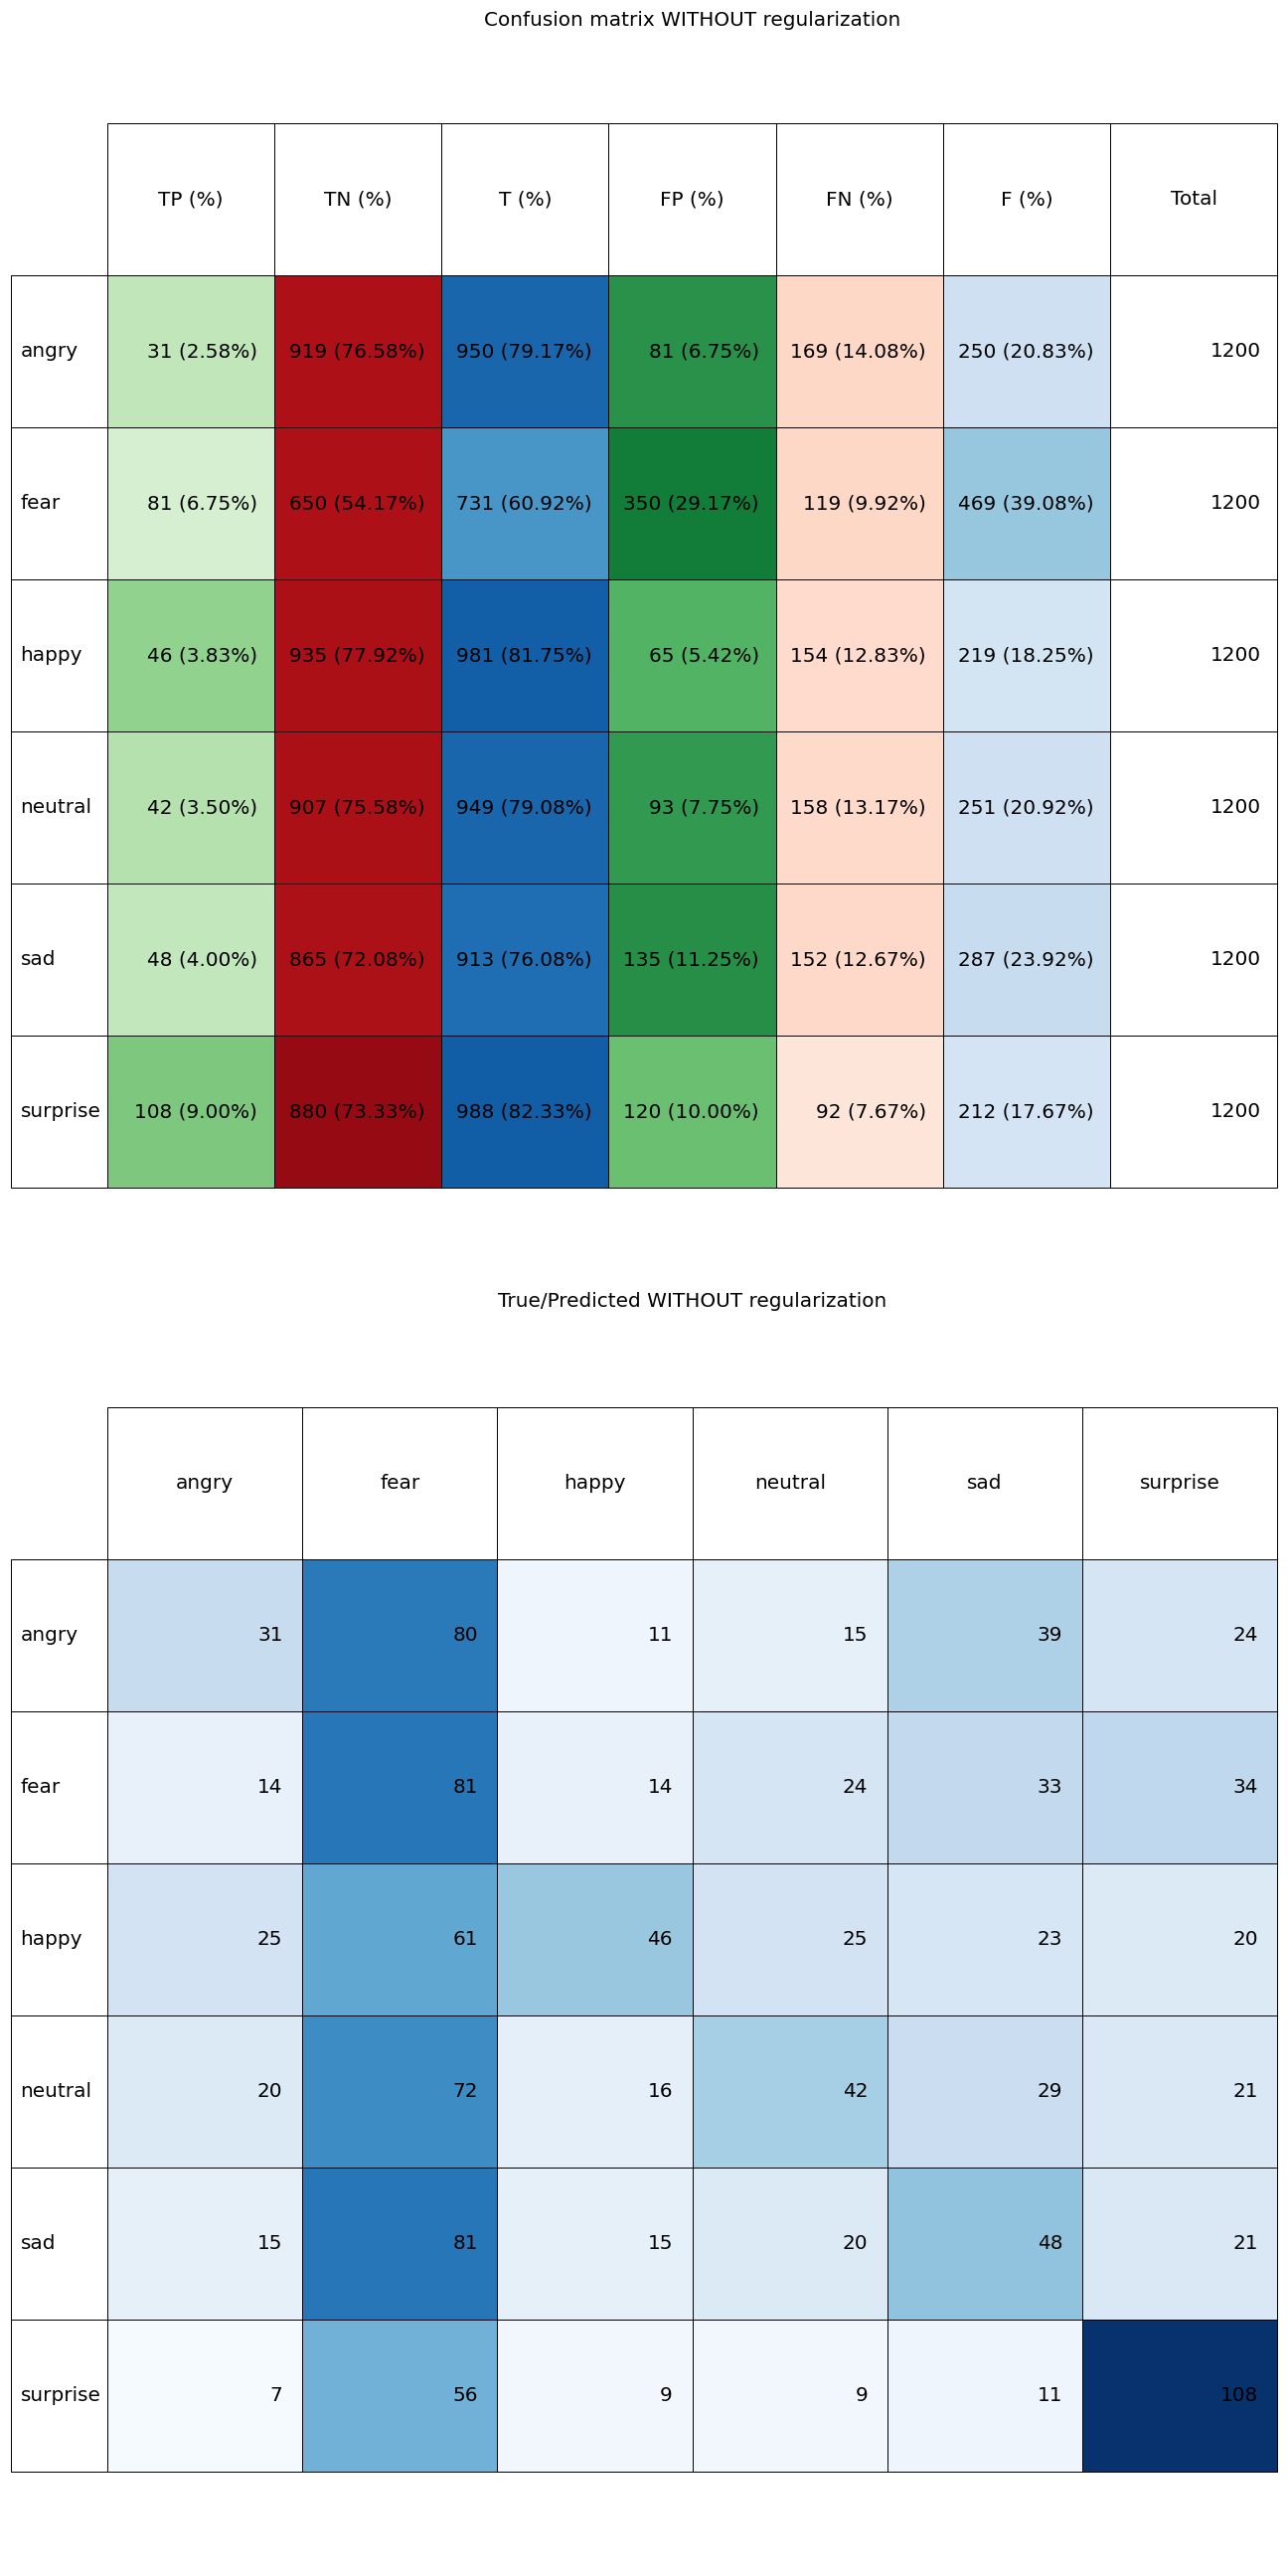 Confusion matrix WITHOUT regularization
TP (%) TN (%) T (%) FP (%) FN (%) F (%) Total
angry 31 (2.58%) 919 (76.58%) 950 (79.17%) 81 (6.75%) 169 (14.08%) 250 (20.83%) 1200
fear 81 (6.75%) 650 (54.17%) 731 (60.92%) 350 (29.17%) 119 (9.92%) 469 (39.08%) 1200
happy 46 (3.83%) 935 (77.92%) 981 (81.75%) 65 (5.42%) 154 (12.83%) 219 (18.25%) 1200
neutral 42 (3.50%) 907 (75.58%) 949 (79.08%) 93 (7.75%) 158 (13.17%) 251 (20.92%) 1200
sad 48 (4.00%) 865 (72.08%) 913 (76.08%) 135 (11.25%) 152 (12.67%) 287 (23.92%) 1200
surprise 108 (9.00%) 880 (73.33%) 988 (82.33%) 120 (10.00%) 92 (7.67%) 212 (17.67%) 1200
True/Predicted WITHOUT regularization
angry fear happy neutral sad surprise
angry 31 80 11 15 39 24
fear 14 81 14 24 33 34
happy 25 61 46 25 23 20
neutral 20 72 16 42 29 21
sad 15 81 15 20 48 21
surprise 7 56 9 9 11 108